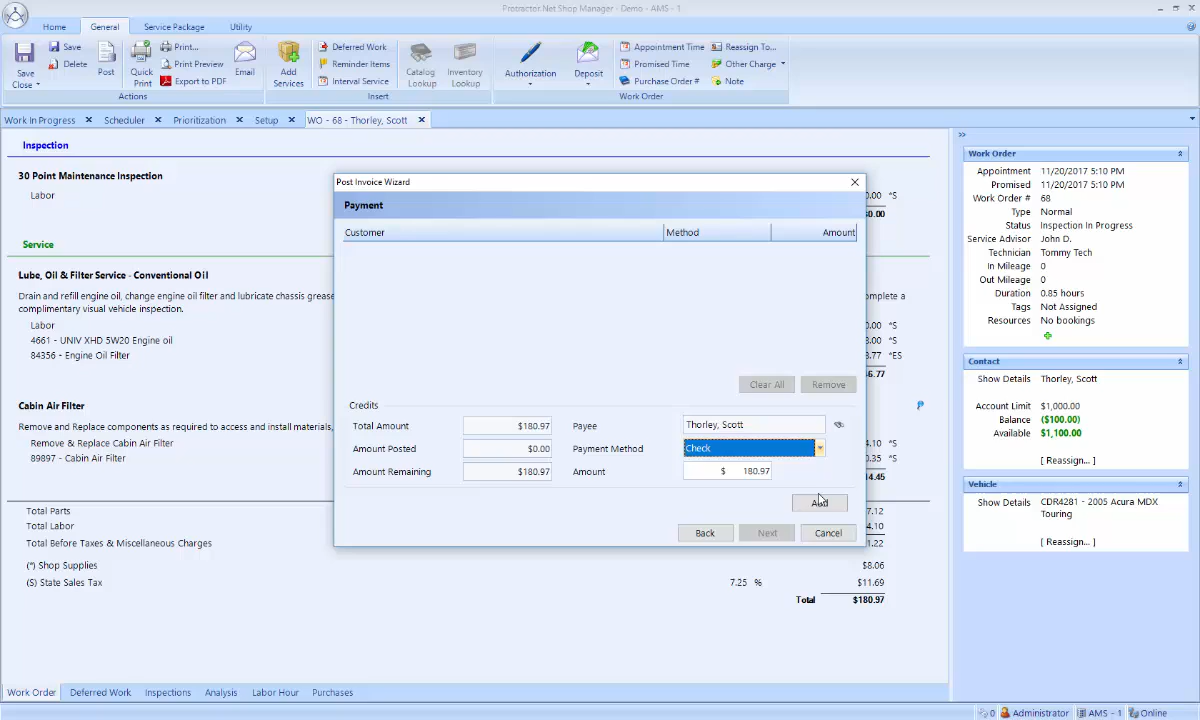 Protractor.Net Shop Manager - Demo - AMS - 1
Home General Service Package Utility
Save Close
Save
Delete
Post
Quick Print
Print...
Print Preview
Export to PDF
Email
Actions
Add Services
Deferred Work
Reminder Items
Interval Service
Catalog Lookup
Inventory Lookup
Insert
Authorization
Deposit
Appointment Time
Promised Time
Purchase Order #
Reassign To...
Other Charge
Note
Work Order
Work In Progress Scheduler Prioritization Setup WO - 68 - Thorley, Scott
Inspection
30 Point Maintenance Inspection
Labor
*S
Service
Lube, Oil & Filter Service - Conventional Oil
Drain and refill engine oil, change engine oil filter and lubricate chassis
complimentary visual vehicle inspection.
Labor *S
4661 - UNIV XHD 5W20 Engine oil *S
84356 - Engine Oil Filter *ES
Cabin Air Filter
Remove and Replace components as required to access and install materials,
Remove & Replace Cabin Air Filter *S
89897 - Cabin Air Filter *S
Total Parts
Total Labor
Total Before Taxes & Miscellaneous Charges
(*) Shop Supplies $8.06
(S) State Sales Tax 7.25 % $11.69
Total $180.97
Post Invoice Wizard
Payment
Customer Method Amount
Clear All Remove
Credits
Total Amount $180.97 Payee Thorley, Scott
Amount Posted $0.00 Payment Method Check
Amount Remaining $180.97 Amount $ 180.97
Add
Back Next Cancel
Work Order
Appointment 11/20/2017 5:10 PM
Promised 11/20/2017 5:10 PM
Work Order # 68
Type Normal
Status Inspection In Progress
Service Advisor John D.
Technician Tommy Tech
In Mileage 0
Out Mileage 0
Duration 0.85 hours
Tags Not Assigned
Resources No bookings
Contact
Show Details Thorley, Scott
Account Limit $1,000.00
Balance ($100.00)
Available $1,100.00
[ Reassign... ]
Vehicle
Show Details CDR4281 - 2005 Acura MDX
Touring
[ Reassign... ]
Work Order Deferred Work Inspections Analysis Labor Hour Purchases
0 Administrator AMS - 1 Online